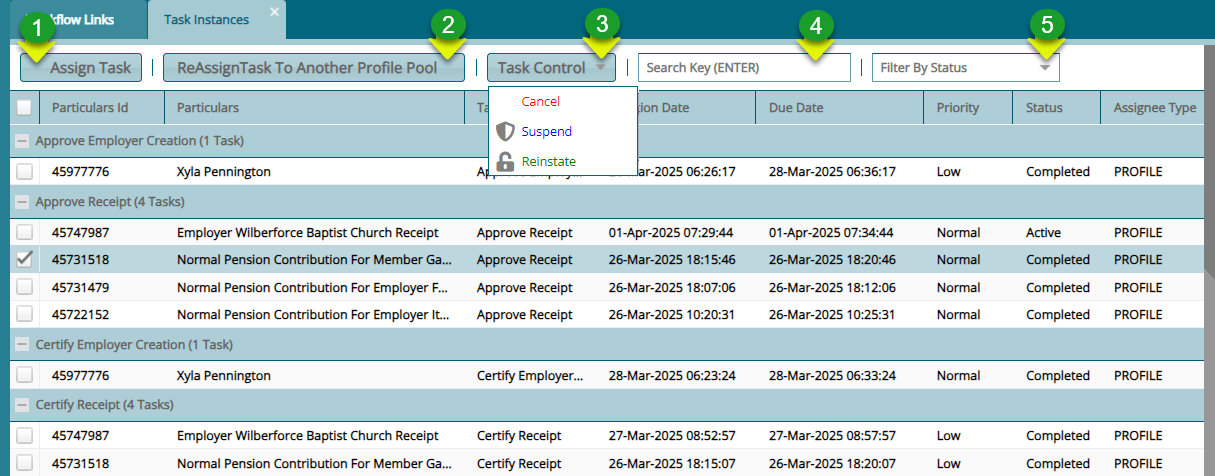 kflow Links Task Instances
1 2 3 4 5
Assign Task ReAssignTask To Another Profile Pool Task Control Search Key (ENTER) Filter By Status
Particulars Id Particulars Ta ion Date Due Date Priority Status Assignee Type
Cancel
Suspend
Reinstate
Approve Employer Creation (1 Task)
45977776 Xyla Pennington -Mar-2025 06:26:17 28-Mar-2025 06:36:17 Low Completed PROFILE
Approve Receipt (4 Tasks)
45747987 Employer Wilberforce Baptist Church Receipt Approve Receipt 01-Apr-2025 07:29:44 01-Apr-2025 07:34:44 Normal Active PROFILE
45731518 Normal Pension Contribution For Member Ga... Approve Receipt 26-Mar-2025 18:15:46 26-Mar-2025 18:20:46 Normal Completed PROFILE
45731479 Normal Pension Contribution For Employer F... Approve Receipt 26-Mar-2025 18:07:06 26-Mar-2025 18:12:06 Normal Completed PROFILE
45722152 Normal Pension Contribution For Employer It... Approve Receipt 26-Mar-2025 10:20:31 26-Mar-2025 10:25:31 Normal Completed PROFILE
Certify Employer Creation (1 Task)
45977776 Xyla Pennington Certify Employer... 28-Mar-2025 06:23:24 28-Mar-2025 06:33:24 Normal Completed PROFILE
Certify Receipt (4 Tasks)
45747987 Employer Wilberforce Baptist Church Receipt Certify Receipt 27-Mar-2025 08:52:57 27-Mar-2025 08:57:57 Low Completed PROFILE
45731518 Normal Pension Contribution For Member Ga... Certify Receipt 26-Mar-2025 18:15:07 26-Mar-2025 18:20:07 Low Completed PROFILE